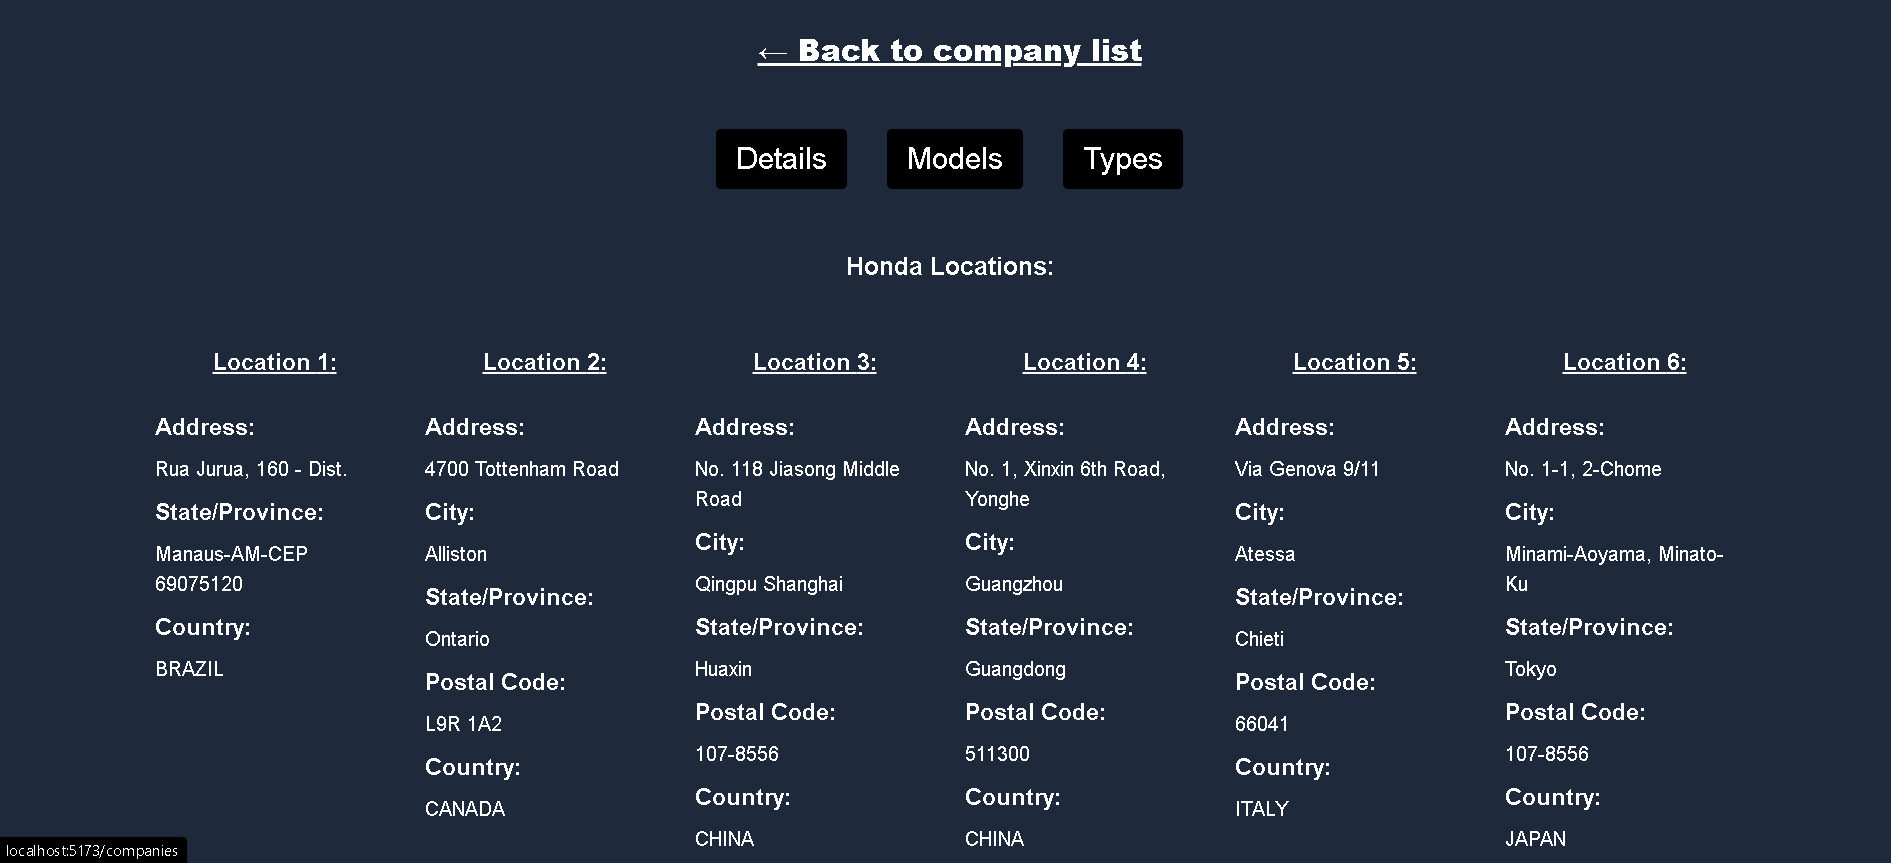 ← Back to company list
Details
Models
Types
Honda Locations:
Location 1:
Address:
Rua Jurua, 160 - Dist.
State/Province:
Manaus-AM-CEP
69075120
Country:
BRAZIL
Location 2:
Address:
4700 Tottenham Road
City:
Alliston
State/Province:
Ontario
Postal Code:
L9R 1A2
Country:
CANADA
Location 3:
Address:
No. 118 Jiasong Middle
Road
City:
Qingpu Shanghai
State/Province:
Huaxin
Postal Code:
107-8556
Country:
CHINA
Location 4:
Address:
No. 1, Xinxin 6th Road,
Yonghe
City:
Guangzhou
State/Province:
Guangdong
Postal Code:
511300
Country:
CHINA
Location 5:
Address:
Via Genova 9/11
City:
Atessa
State/Province:
Chieti
Postal Code:
66041
Country:
ITALY
Location 6:
Address:
No. 1-1, 2-Chome
City:
Minami-Aoyama, Minato-
Ku
State/Province:
Tokyo
Postal Code:
107-8556
Country:
JAPAN
localhost:5173/companies